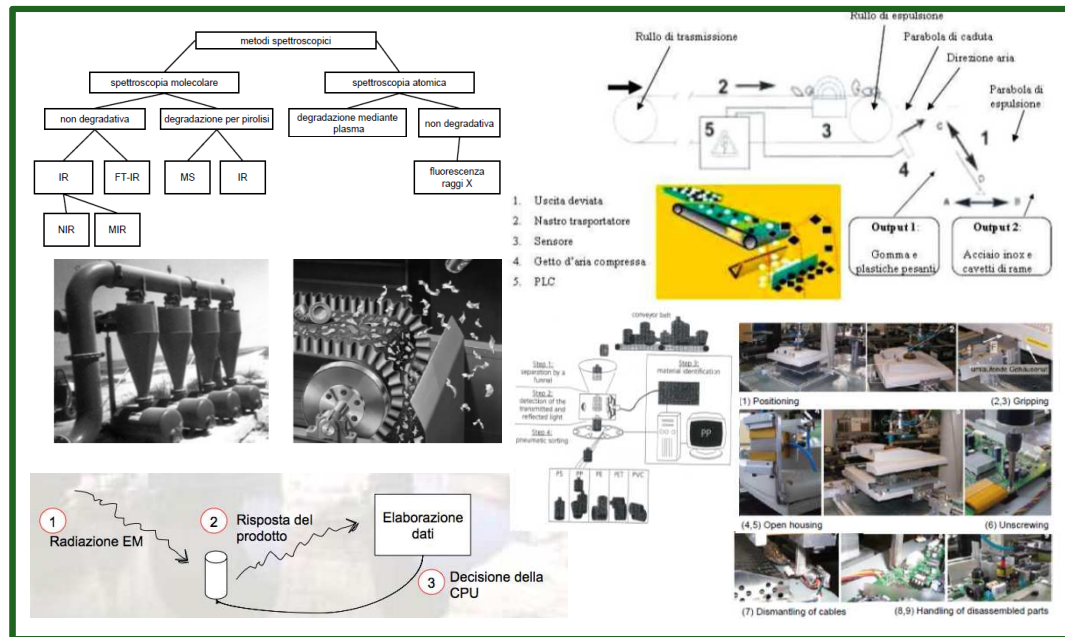 metodi spettroscopici
spettroscopia molecolare
spettroscopia atomica
non degradativa
degradazione per pirolisi
degradazione mediante
plasma
non degradativa
IR
FT-IR
MS
IR
fluorescenza
raggi X
NIR
MIR
Rullo di espulsione
Rullo di trasmissione
Parabola di caduta
Direzione aria
Parabola di
espulsione
2
3
5
4
1
C
D
A
B
1. Uscita deviata
2. Nastro trasportatore
3. Sensore
4. Getto d'aria compressa
5. PLC
Output 1:
Gomma e
plastiche pesanti
Output 2:
Acciaio inox e
cavetti di rame
conveyor belt
Step 1:
separation by a
funnel
Step 2:
detection of the
transmitted and
reflected light
Step 3:
material identification
Step 4:
pneumatic sorting
PP
PS
PP
PE
PET
PVC
2
umlaufende Gehäusenut
(1) Positioning
(2,3) Gripping
4
(4,5) Open housing
(6) Unscrewing
(7) Dismantling of cables
(8,9) Handling of disassembled parts
1
Radiazione EM
2
Risposta del
prodotto
Elaborazione
dati
3
Decisione della
CPU